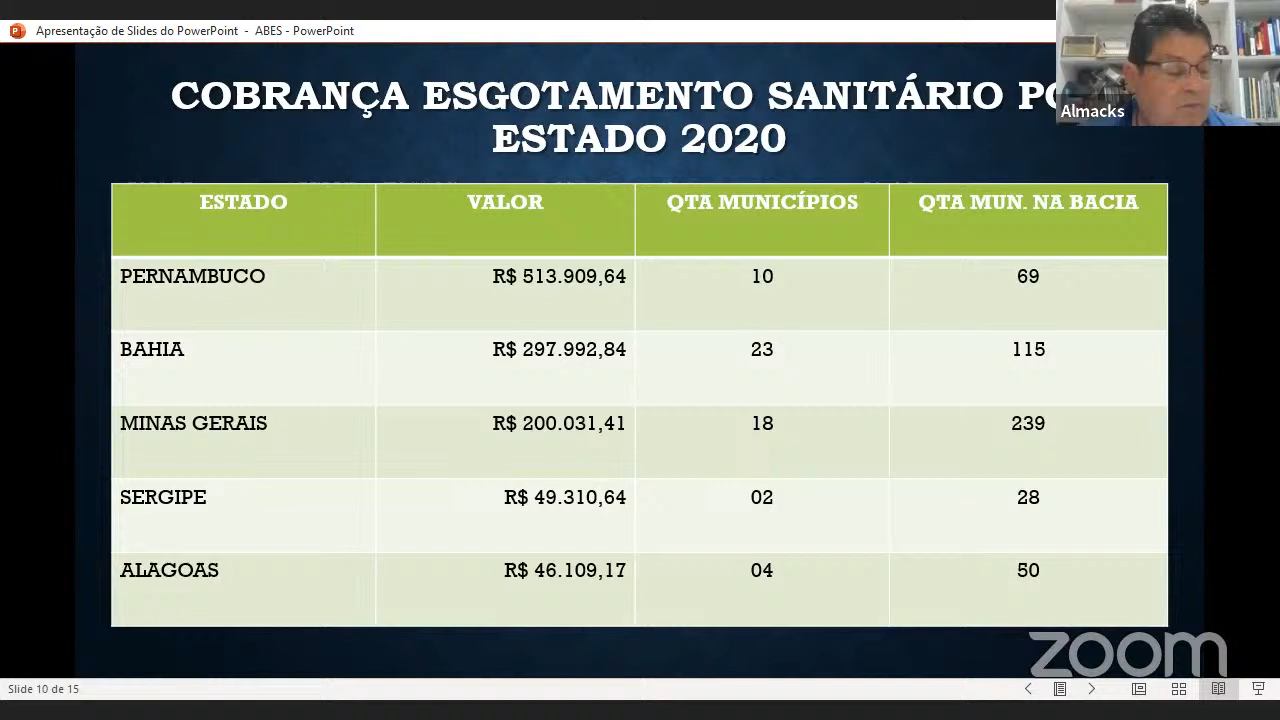 Apresentação de Slides do PowerPoint - ABES - PowerPoint
Almacks
COBRANÇA ESGOTAMENTO SANITÁRIO
ESTADO 2020
ESTADO VALOR QTA MUNICÍPIOS QTA MUN. NA BACIA
PERNAMBUCO R$ 513.909,64 10 69
BAHIA R$ 297.992,84 23 115
MINAS GERAIS R$ 200.031,41 18 239
SERGIPE R$ 49.310,64 02 28
ALAGOAS R$ 46.109,17 04 50
zoom
Slide 10 de 15